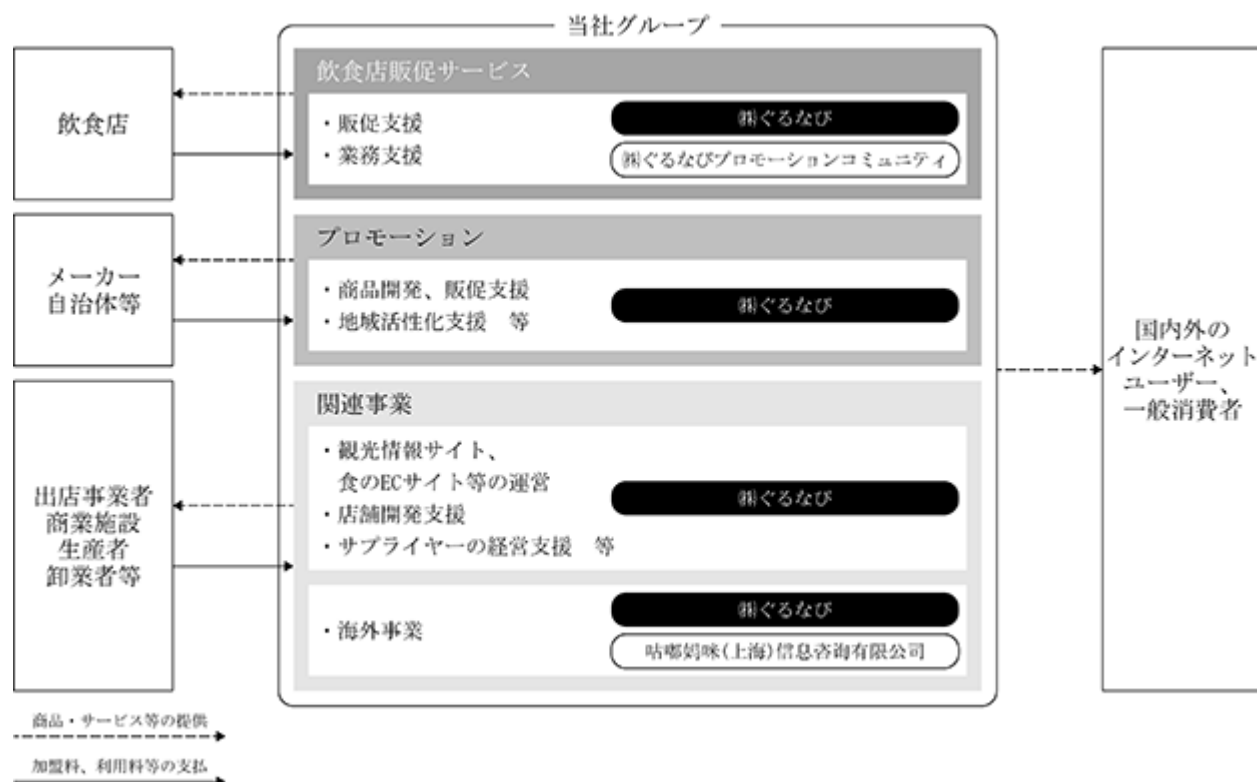 当社グループ
飲食店
飲食店販促サービス
・販促支援
・業務支援
㈱ぐるなび
㈱ぐるなびプロモーションコミュニティ
メーカー
自治体等
プロモーション
・商品開発、販促支援
・地域活性化支援　等
㈱ぐるなび
出店事業者
商業施設
生産者
卸業者等
関連事業
・観光情報サイト、
食のECサイト等の運営
・店舗開発支援
・サプライヤーの経営支援　等
㈱ぐるなび
・海外事業
㈱ぐるなび
咕嘟妈咪(上海)信息咨询有限公司
国内外の
インターネット
ユーザー、
一般消費者
商品・サービス等の提供
加盟料、利用料等の支払